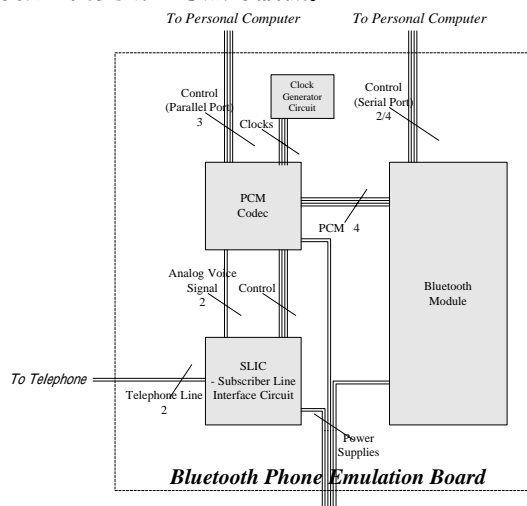 To Personal Computer
To Personal Computer
Control
(Parallel Port)
3
Clock
Generator
Circuit
Control
(Serial Port)
2/4
Clocks
PCM
Codec
PCM 4
Bluetooth
Module
Analog Voice
Signal
2
Control
SLIC
- Subscriber Line
Interface Circuit
To Telephone
Telephone Line
2
Power
Supplies
Bluetooth Phone Emulation Board